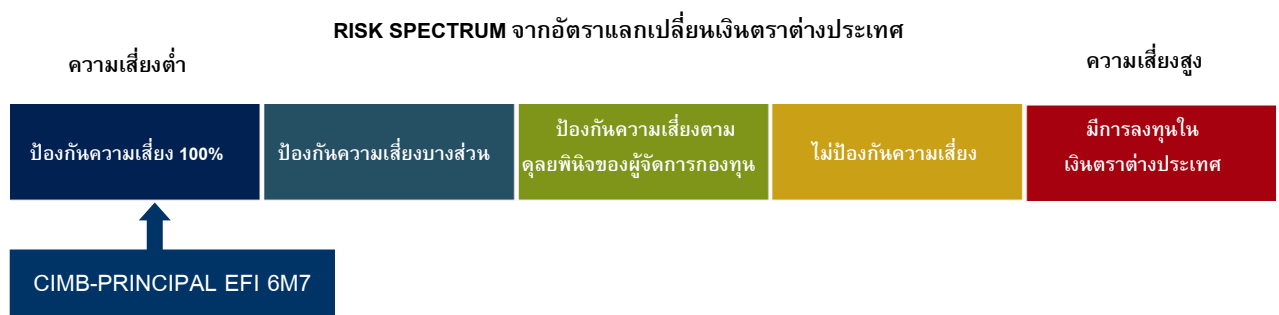 RISK SPECTRUM จากอัตราแลกเปลี่ยนเงินตราต่างประเทศ
ความเสี่ยงต่ำ
ความเสี่ยงสูง
ป้องกันความเสี่ยง 100%
ป้องกันความเสี่ยงบางส่วน
ป้องกันความเสี่ยงตาม
ดุลยพินิจของผู้จัดการกองทุน
ไม่ป้องกันความเสี่ยง
มีการลงทุนใน
เงินตราต่างประเทศ
CIMB-PRINCIPAL EFI 6M7